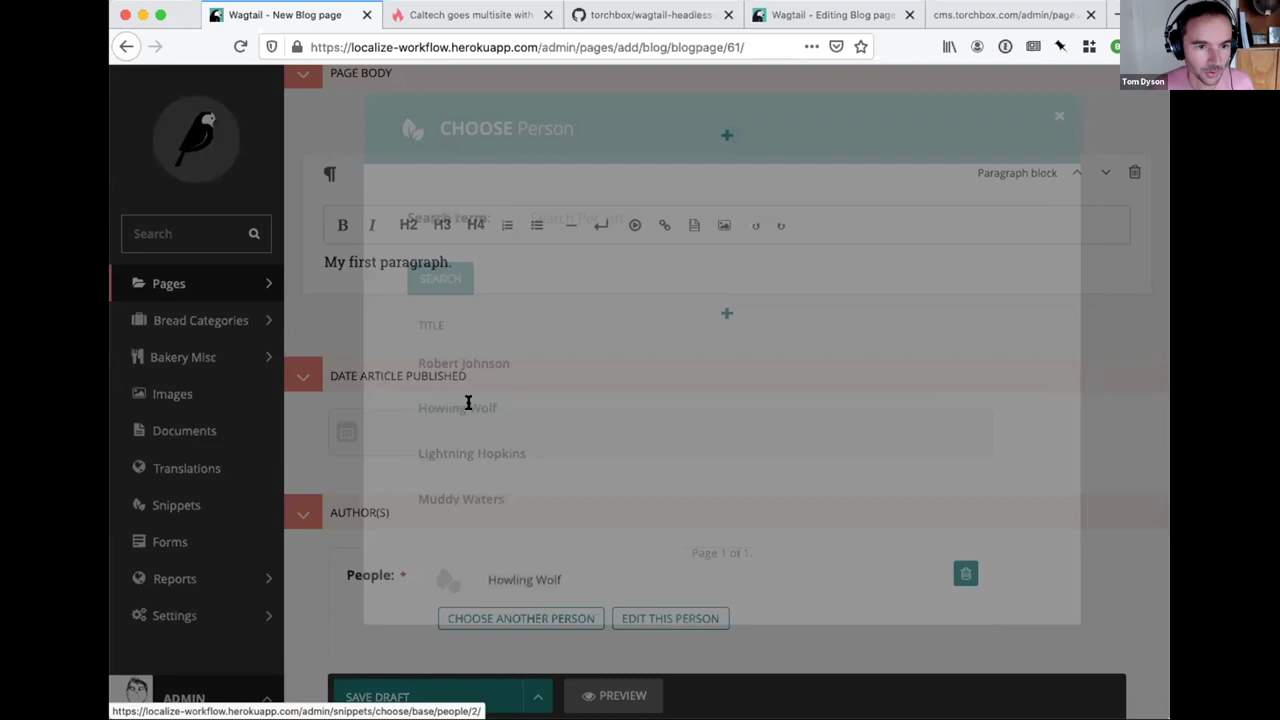 Wagtail - New Blog page
Caltech goes multisite with
torchbox/wagtail-headless-
Wagtail - Editing Blog page
cms.torchbox.com/admin/page
https://localize-workflow.herokuapp.com/admin/pages/add/blog/blogpage/61/
Tom Dyson
PAGE BODY
CHOOSE Person
Paragraph block
Search
Search term:
Search Person
B I H2 H3 H4
My first paragraph.
SEARCH
TITLE
Robert Johnson
Howling Wolf
Lightning Hopkins
Muddy Waters
Page 1 of 1.
Pages
Bread Categories
Bakery Misc
Images
Documents
Translations
Snippets
Forms
Reports
Settings
ADMIN
DATE ARTICLE PUBLISHED
AUTHOR(S)
People: *
Howling Wolf
CHOOSE ANOTHER PERSON
EDIT THIS PERSON
SAVE DRAFT
PREVIEW
https://localize-workflow.herokuapp.com/admin/snippets/choose/base/people/2/